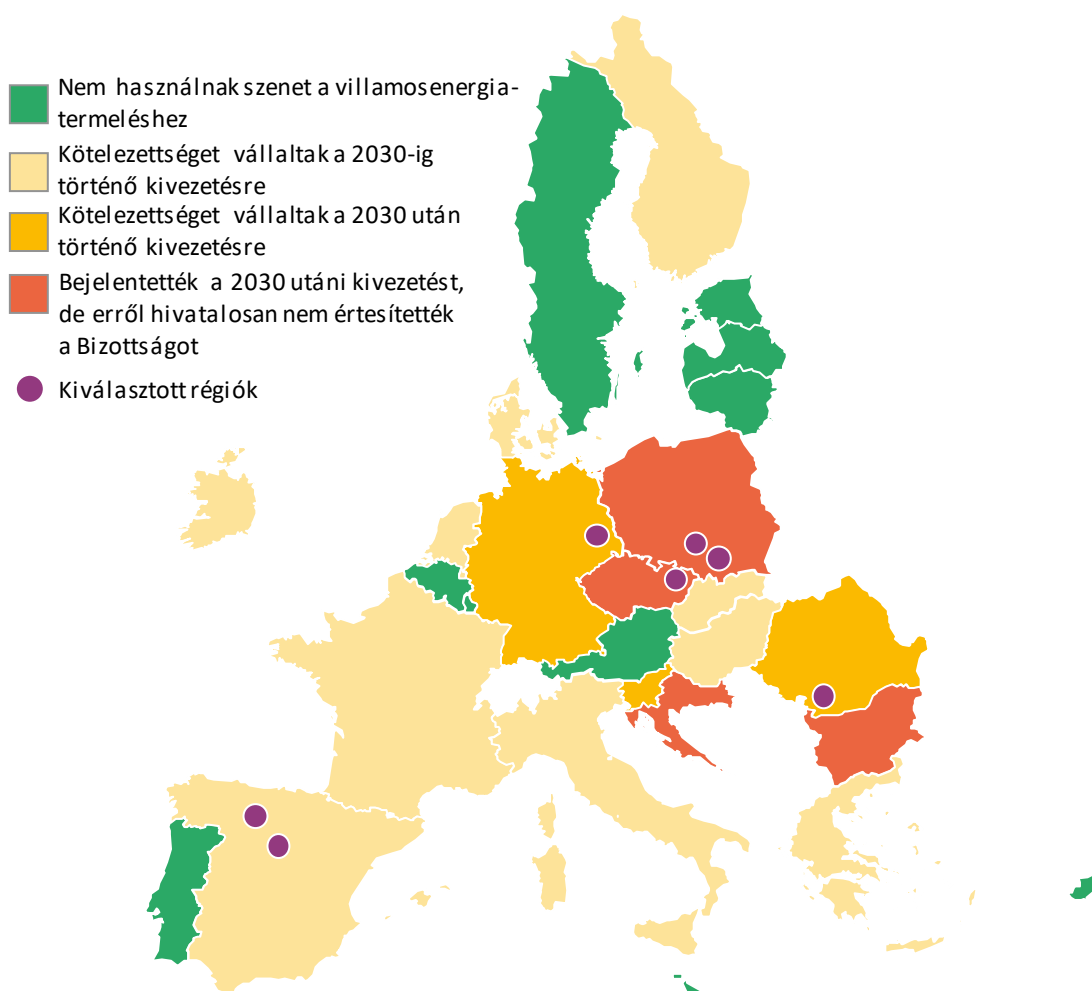 Nem használnak szenet a villamosenergia-
termeléshez
Kötelezettséget vállaltak a 2030-ig
történő kivezetésre
Kötelezettséget vállaltak a 2030 után
történő kivezetésre
Bejelentették a 2030 utáni kivezetést,
de erről hivatalosan nem értesítették
a Bizottságot
Kiválasztott régiók